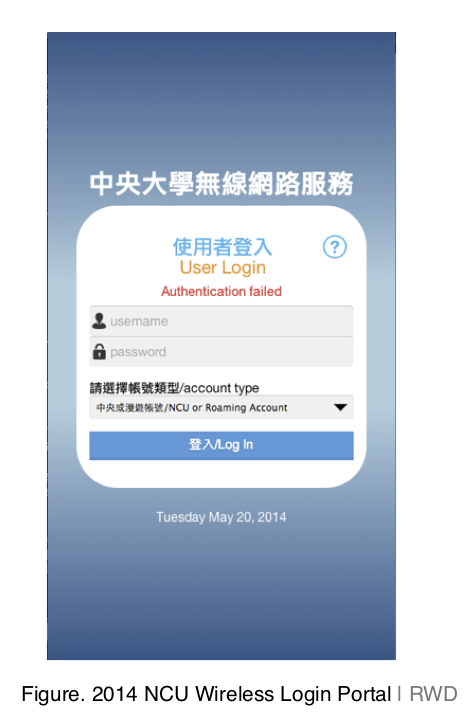 中央大學無線網路服務
使用者登入
?
User Login
Authentication failed
username
password
請選擇帳號類型/account type
中央或漫遊帳號/NCU or Roaming Account
登入/Log In
Tuesday May 20, 2014
Figure. 2014 NCU Wireless Login Portal | RWD